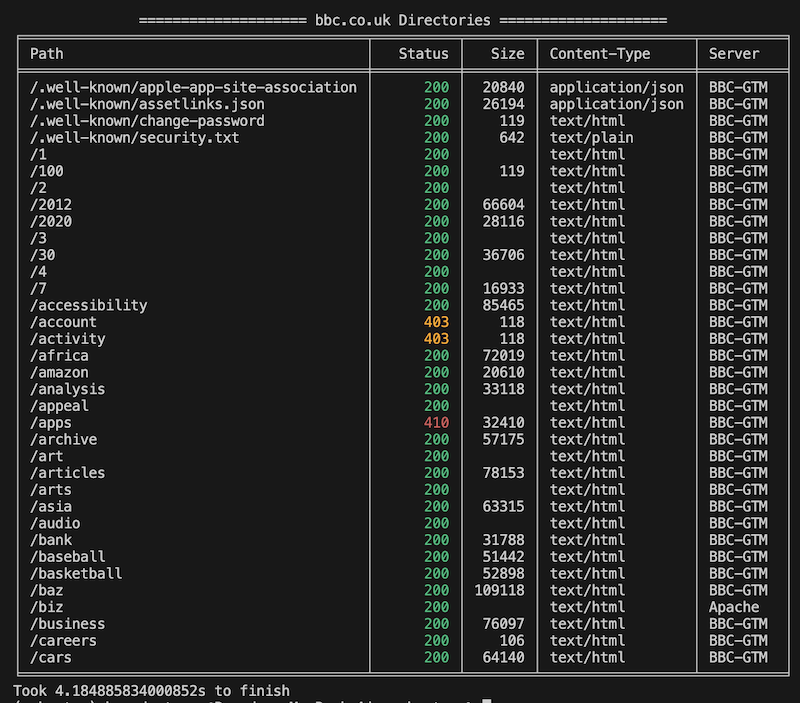 ==================== bbc.co.uk Directories ====================
Path Status Size Content-Type Server
/.well-known/apple-app-site-association 200 20840 application/json BBC-GTM
/.well-known/assetlinks.json 200 26194 application/json BBC-GTM
/.well-known/change-password 200 119 text/html BBC-GTM
/.well-known/security.txt 200 642 text/plain BBC-GTM
/1 200 text/html BBC-GTM
/100 200 119 text/html BBC-GTM
/2 200 text/html BBC-GTM
/2012 200 66604 text/html BBC-GTM
/2020 200 28116 text/html BBC-GTM
/3 200 text/html BBC-GTM
/30 200 36706 text/html BBC-GTM
/4 200 text/html BBC-GTM
/7 200 16933 text/html BBC-GTM
/accessibility 200 85465 text/html BBC-GTM
/account 403 118 text/html BBC-GTM
/activity 403 118 text/html BBC-GTM
/africa 200 72019 text/html BBC-GTM
/amazon 200 20610 text/html BBC-GTM
/analysis 200 33118 text/html BBC-GTM
/appeal 200 text/html BBC-GTM
/apps 410 32410 text/html BBC-GTM
/archive 200 57175 text/html BBC-GTM
/art 200 text/html BBC-GTM
/articles 200 78153 text/html BBC-GTM
/arts 200 text/html BBC-GTM
/asia 200 63315 text/html BBC-GTM
/audio 200 text/html BBC-GTM
/bank 200 31788 text/html BBC-GTM
/baseball 200 51442 text/html BBC-GTM
/basketball 200 52898 text/html BBC-GTM
/baz 200 109118 text/html BBC-GTM
/biz 200 text/html Apache
/business 200 76097 text/html BBC-GTM
/careers 200 106 text/html BBC-GTM
/cars 200 64140 text/html BBC-GTM
Took 4.184885834000852s to finish